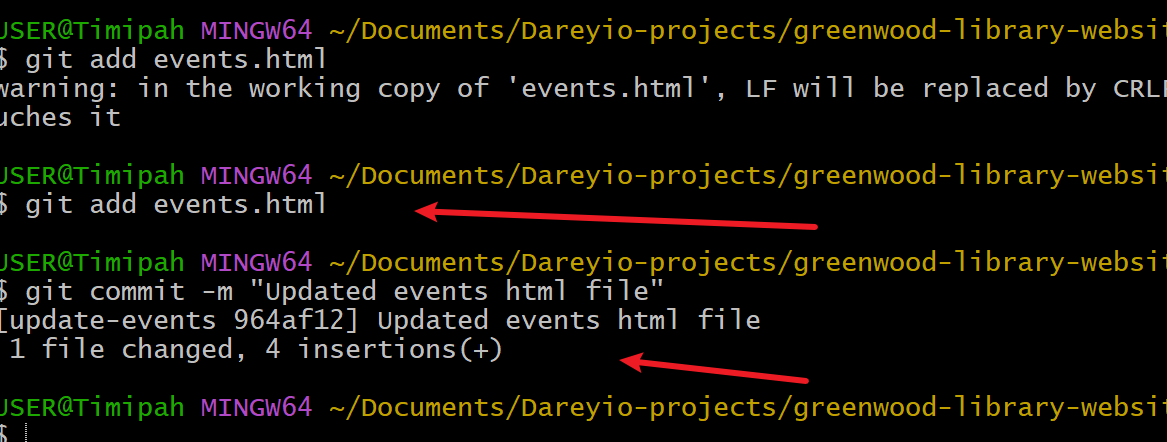 USER@Timipah MINGW64 ~/Documents/Dareyio-projects/greenwood-library-websit
$ git add events.html
warning: in the working copy of 'events.html', LF will be replaced by CRLF
uches it
USER@Timipah MINGW64 ~/Documents/Dareyio-projects/greenwood-library-websit
$ git add events.html
USER@Timipah MINGW64 ~/Documents/Dareyio-projects/greenwood-library-websit
$ git commit -m "Updated events html file"
[update-events 964af12] Updated events html file
1 file changed, 4 insertions(+)
USER@Timipah MINGW64 ~/Documents/Dareyio-projects/greenwood-library-websit
$